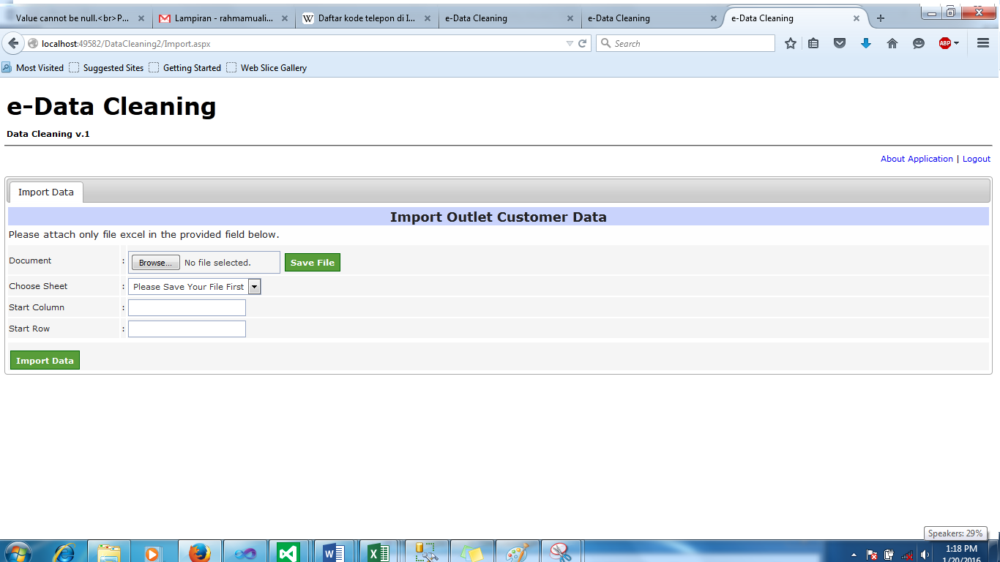 Value cannot be null.<br>P... Lampiran - rahmamuali... Daftar kode telepon di I... e-Data Cleaning e-Data Cleaning e-Data Cleaning
localhost:49582/DataCleaning2/Import.aspx Search ABP
Most Visited Suggested Sites Getting Started Web Slice Gallery
e-Data Cleaning
Data Cleaning v.1
About Application | Logout
Import Data
Import Outlet Customer Data
Please attach only file excel in the provided field below.
Document : Browse... No file selected. Save File
Choose Sheet : Please Save Your File First
Start Column :
Start Row :
Import Data
Speakers: 29%
1:18 PM
1/20/2016